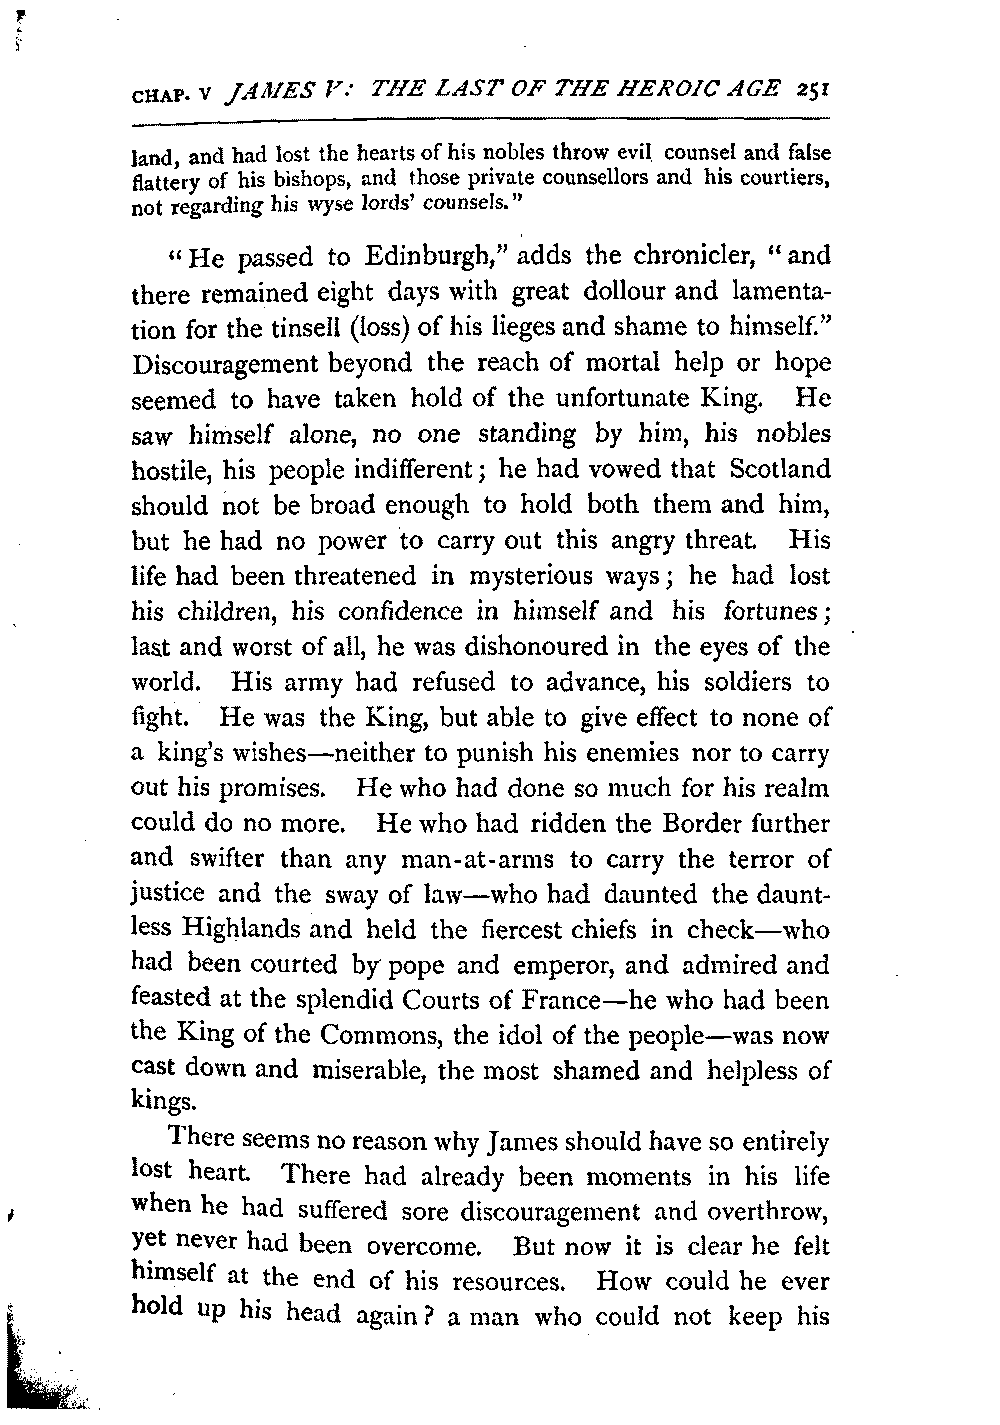 CHAP. V JAMES V: THE LAST OF THE HEROIC AGE 251
land, and had lost the hearts of his nobles throw evil counsel and false
flattery of his bishops, and those private counsellors and his courtiers,
not regarding his wyse lords' counsels."
"He passed to Edinburgh," adds the chronicler, "and
there remained eight days with great dollour and lamenta-
tion for the tinsell (loss) of his lieges and shame to himself."
Discouragement beyond the reach of mortal help or hope
seemed to have taken hold of the unfortunate King. He
saw himself alone, no one standing by him, his nobles
hostile, his people indifferent; he had vowed that Scotland
should not be broad enough to hold both them and him,
but he had no power to carry out this angry threat. His
life had been threatened in mysterious ways; he had lost
his children, his confidence in himself and his fortunes;
last and worst of all, he was dishonoured in the eyes of the
world. His army had refused to advance, his soldiers to
fight. He was the King, but able to give effect to none of
a king's wishes—neither to punish his enemies nor to carry
out his promises. He who had done so much for his realm
could do no more. He who had ridden the Border further
and swifter than any man-at-arms to carry the terror of
justice and the sway of law—who had daunted the daunt-
less Highlands and held the fiercest chiefs in check—who
had been courted by pope and emperor, and admired and
feasted at the splendid Courts of France—he who had been
the King of the Commons, the idol of the people—was now
cast down and miserable, the most shamed and helpless of
kings.
There seems no reason why James should have so entirely
lost heart. There had already been moments in his life
when he had suffered sore discouragement and overthrow,
yet never had been overcome. But now it is clear he felt
himself at the end of his resources. How could he ever
hold up his head again? a man who could not keep his